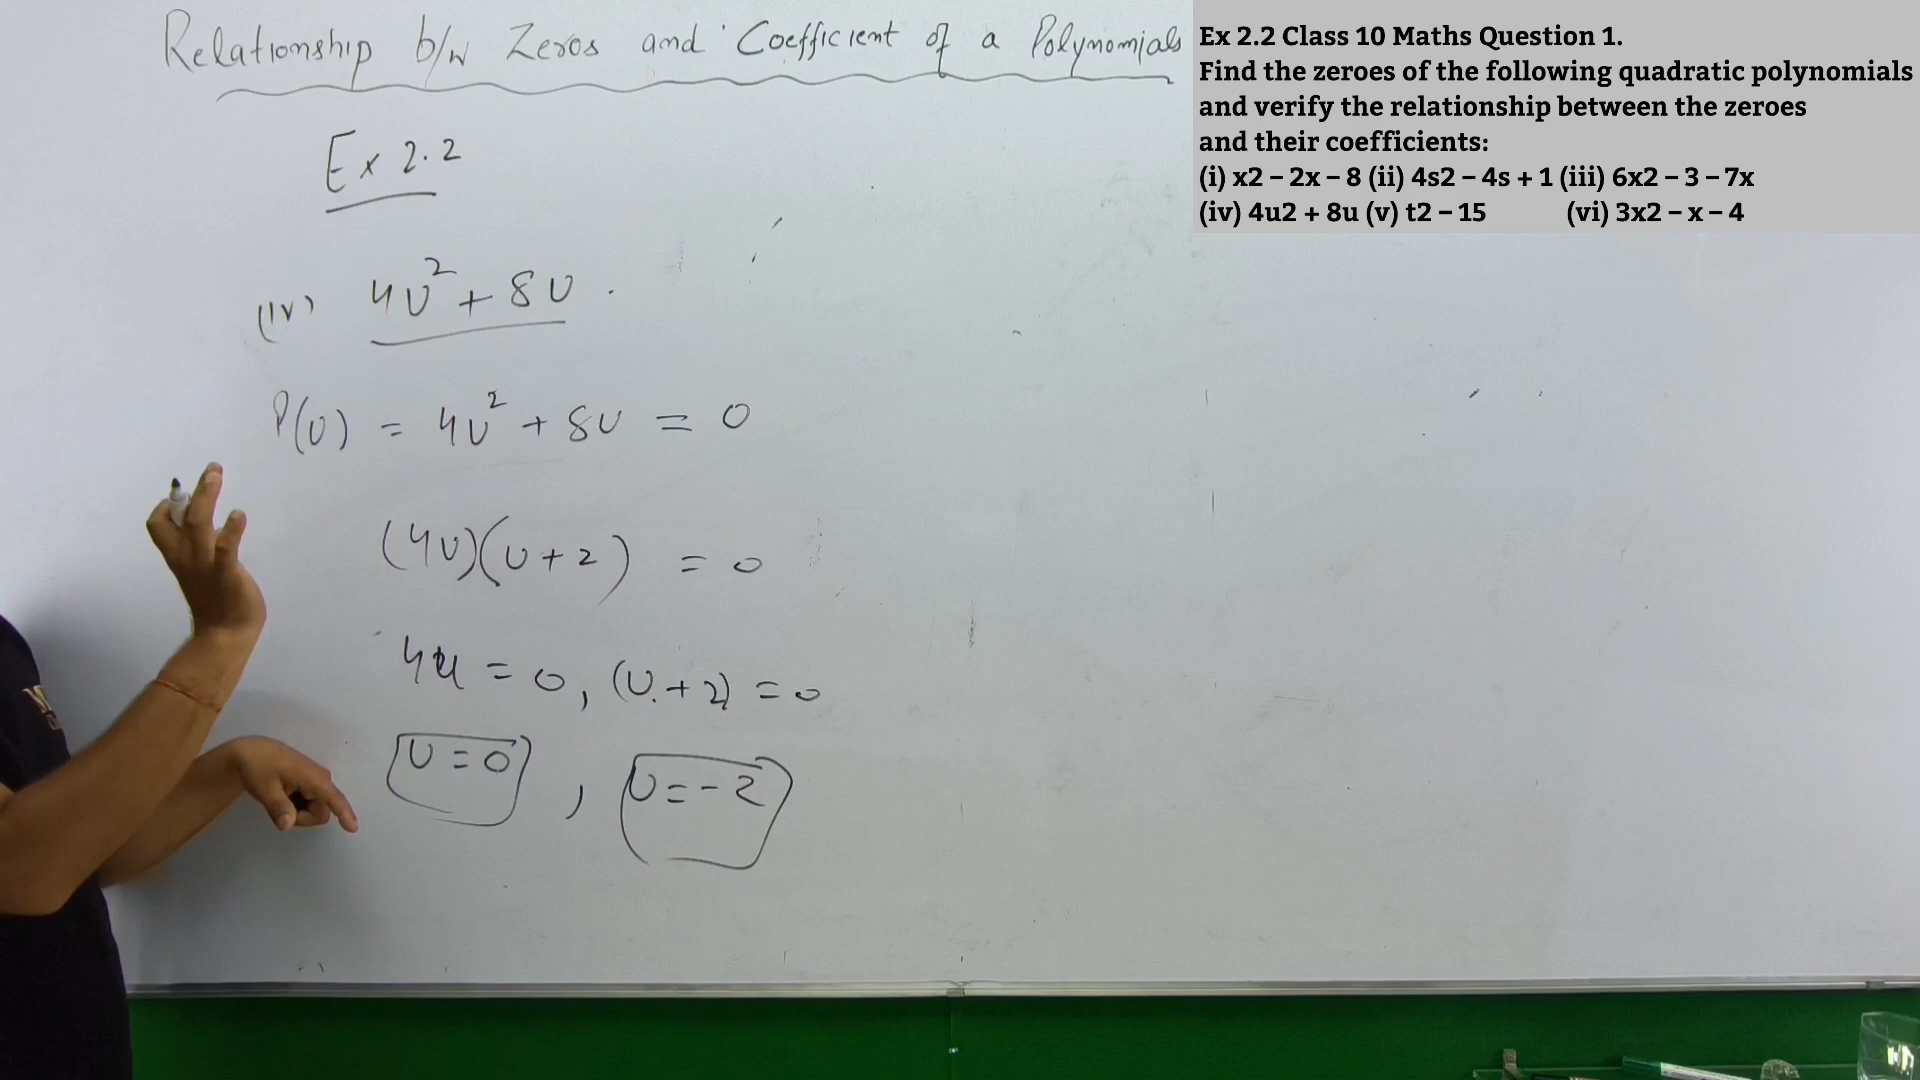 Relationship b/w Zeros and Coefficient of a Polynomials
Ex 2.2 Class 10 Maths Question 1.
Find the zeroes of the following quadratic polynomials
and verify the relationship between the zeroes
and their coefficients:
(i) x2 – 2x – 8 (ii) 4s2 – 4s + 1 (iii) 6x2 – 3 – 7x
(iv) 4u2 + 8u (v) t2 – 15 (vi) 3x2 – x – 4
Ex 2.2
(iv) 4U² + 8U .
P(U) = 4U² + 8U = 0
(4U)(U + 2) = 0
4u = 0, (U + 2) = 0
U = 0 , U = - 2